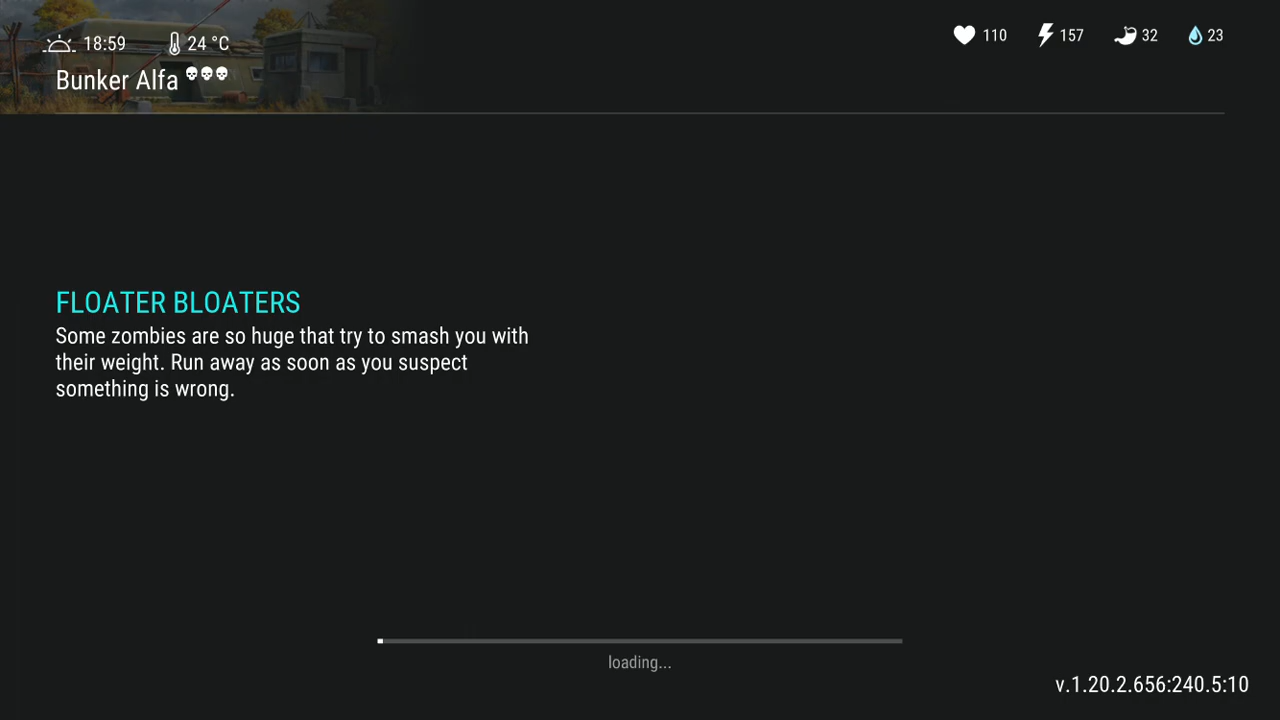 18:59 24 °C 110 157 32 23
Bunker Alfa
FLOATER BLOATERS
Some zombies are so huge that try to smash you with
their weight. Run away as soon as you suspect
something is wrong.
loading...
v.1.20.2.656:240.5:10